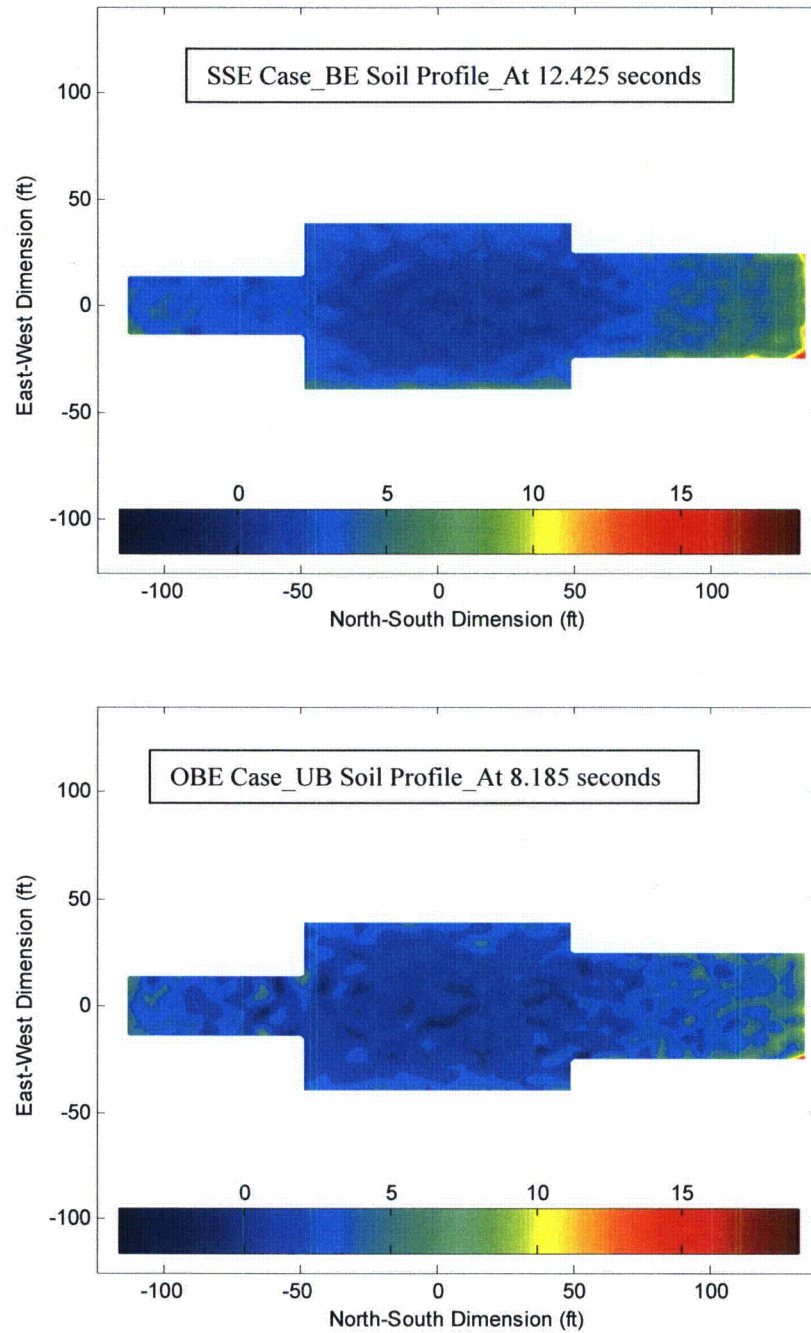 SSE Case_BE Soil Profile_At 12.425 seconds
100
50
0
-50
-100
East-West Dimension (ft)
0 5 10 15
-100 -50 0 50 100
North-South Dimension (ft)
OBE Case_UB Soil Profile_At 8.185 seconds
100
50
0
-50
-100
East-West Dimension (ft)
0 5 10 15
-100 -50 0 50 100
North-South Dimension (ft)